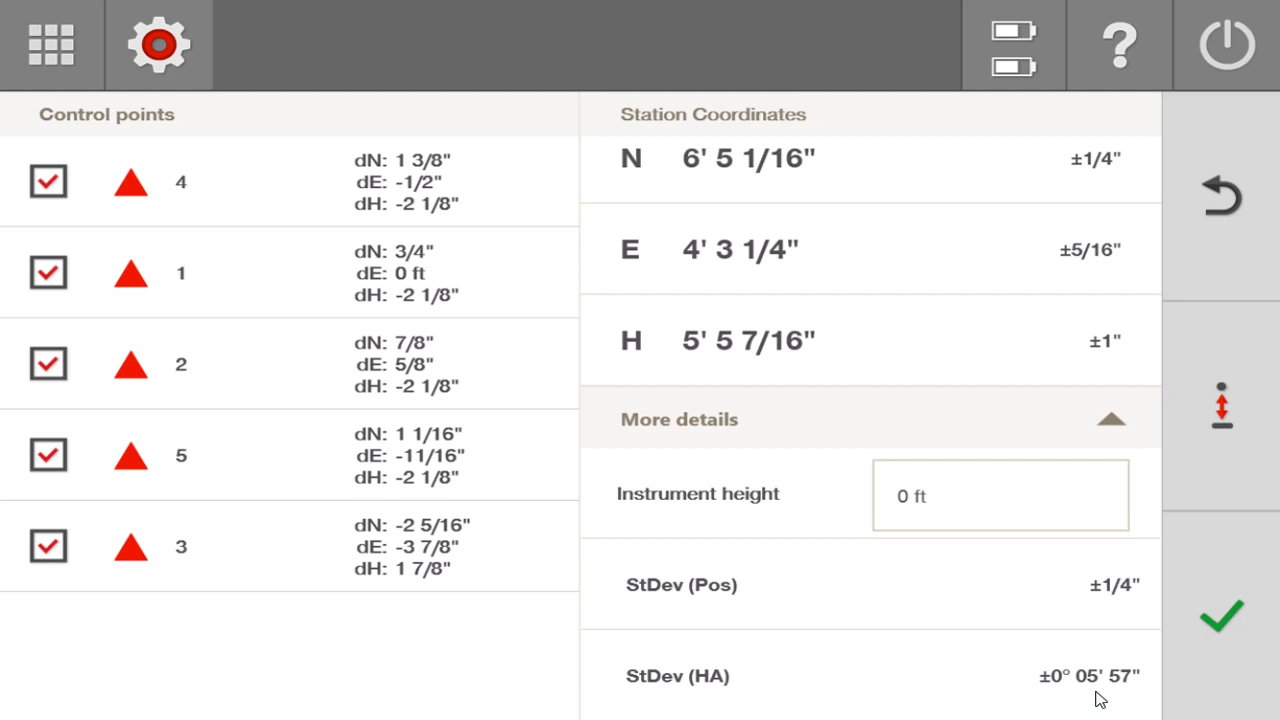 ?
Control points
4
dN: 1 3/8"
dE: -1/2"
dH: -2 1/8"
1
dN: 3/4"
dE: 0 ft
dH: -2 1/8"
2
dN: 7/8"
dE: 5/8"
dH: -2 1/8"
5
dN: 1 1/16"
dE: -11/16"
dH: -2 1/8"
3
dN: -2 5/16"
dE: -3 7/8"
dH: 1 7/8"
Station Coordinates
N 6' 5 1/16" ±1/4"
E 4' 3 1/4" ±5/16"
H 5' 5 7/16" ±1"
More details
Instrument height 0 ft
StDev (Pos) ±1/4"
StDev (HA) ±0° 05' 57"